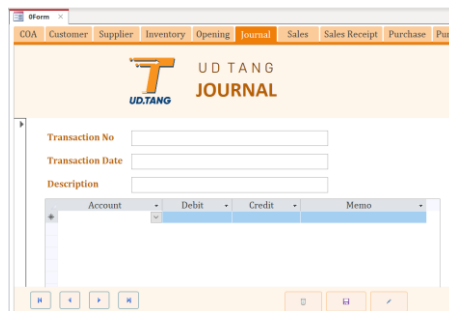 0Form
COA Customer Supplier Inventory Opening Journal Sales Sales Receipt Purchase Pur
UD TANG
JOURNAL
UD.TANG
Transaction No
Transaction Date
Description
Account Debit Credit Memo